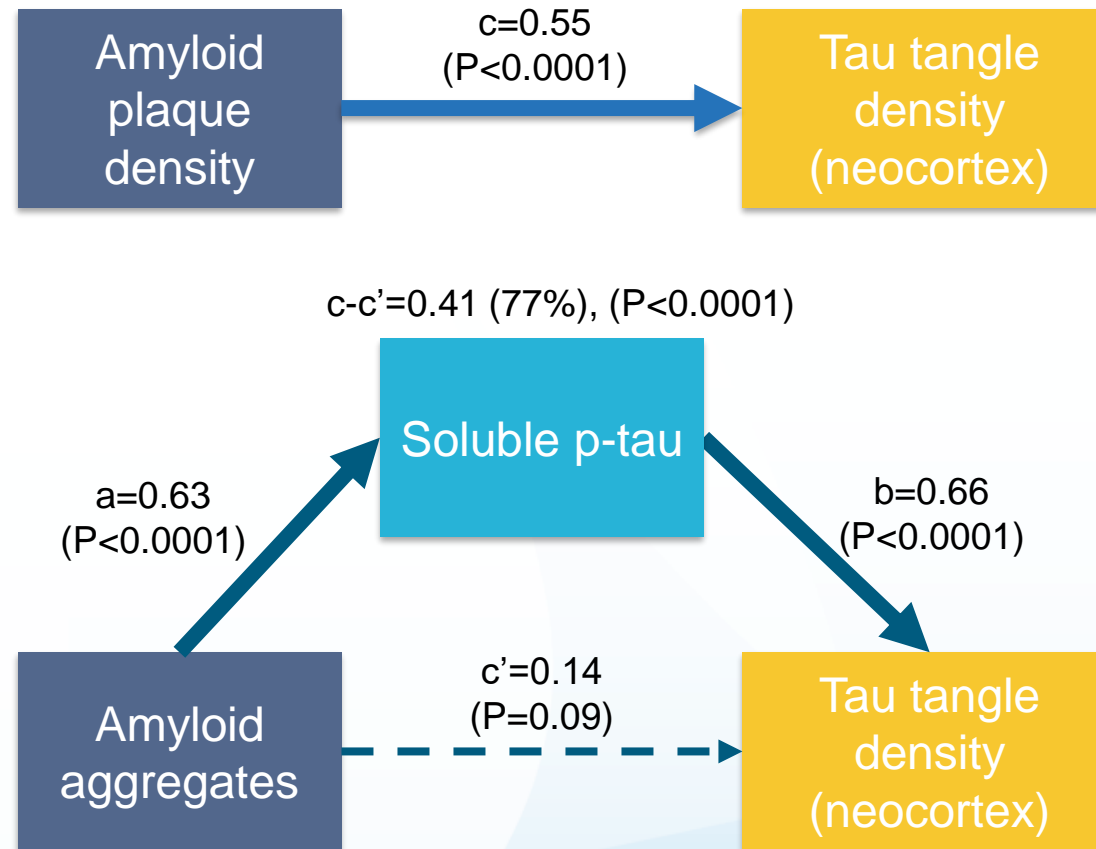 Amyloid
plaque
density
c=0.55
(P<0.0001)
Tau tangle
density
(neocortex)
c-c’=0.41 (77%), (P<0.0001)
Soluble p-tau
a=0.63
(P<0.0001)
b=0.66
(P<0.0001)
Amyloid
aggregates
c’=0.14
(P=0.09)
Tau tangle
density
(neocortex)